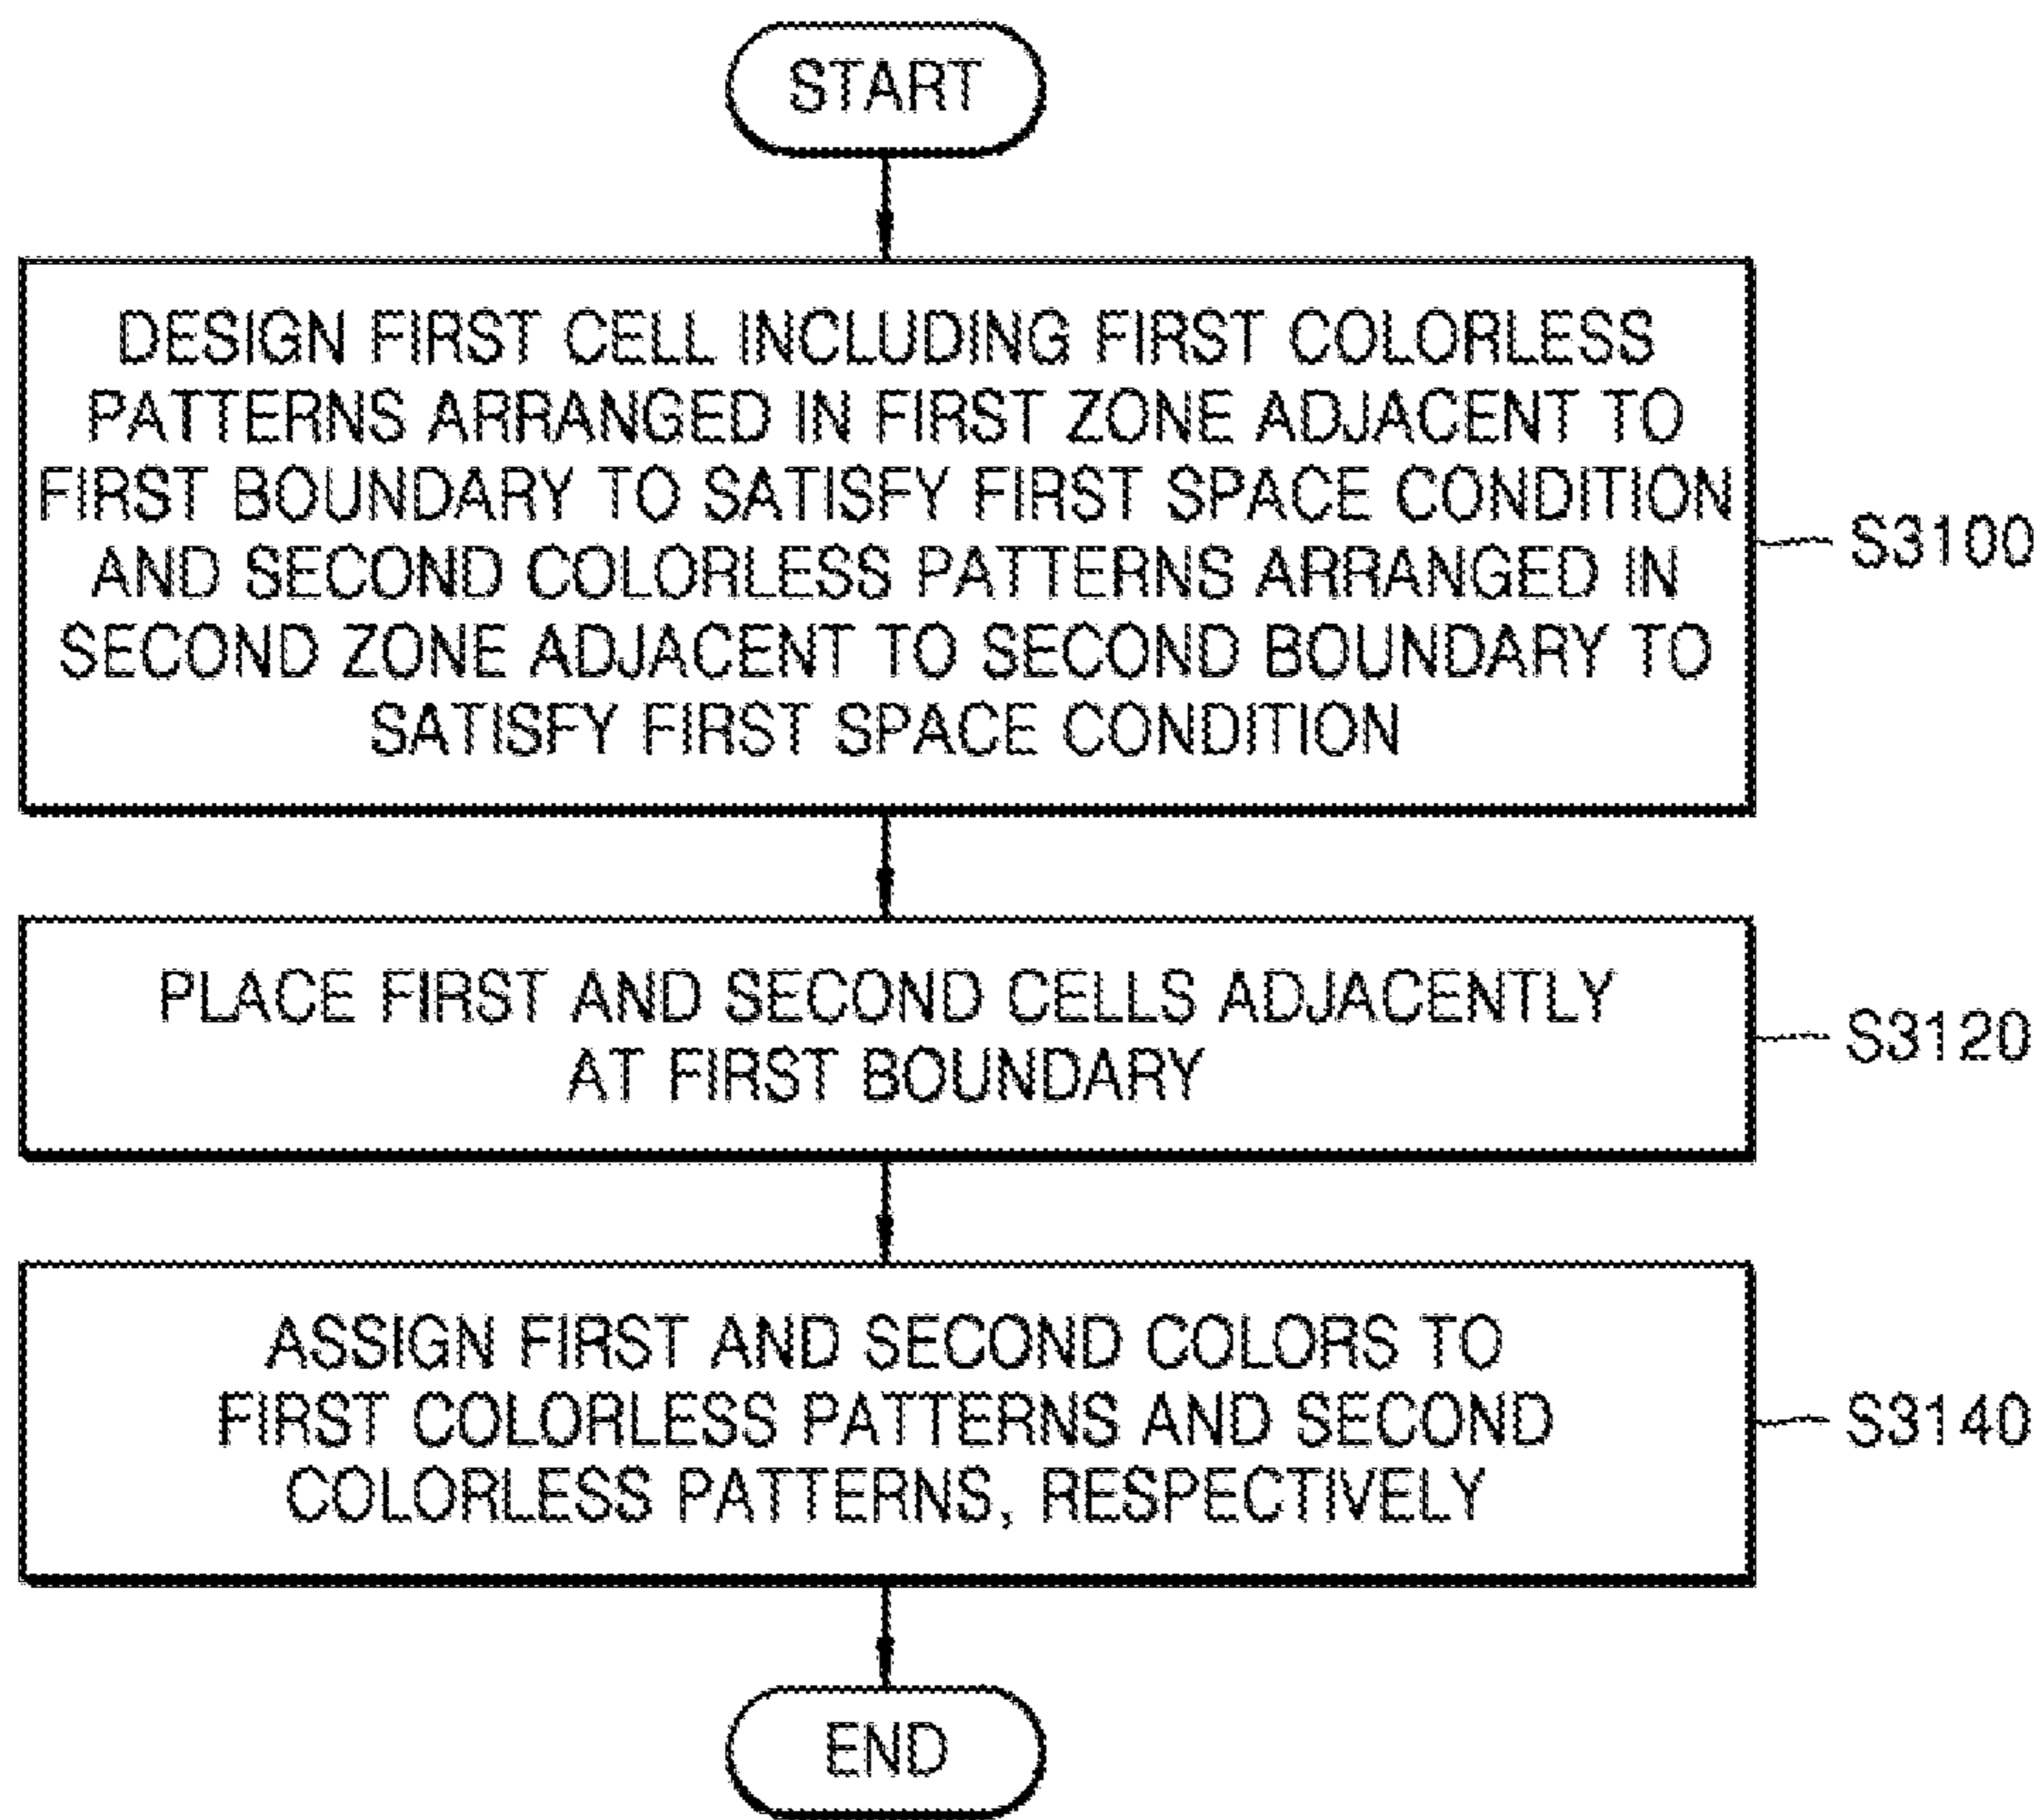 START
DESIGN FIRST CELL INCLUDING FIRST COLORLESS
PATTERNS ARRANGED IN FIRST ZONE ADJACENT TO
FIRST BOUNDARY TO SATISFY FIRST SPACE CONDITION
AND SECOND COLORLESS PATTERNS ARRANGED IN
SECOND ZONE ADJACENT TO SECOND BOUNDARY TO
SATISFY FIRST SPACE CONDITION
S3100
PLACE FIRST AND SECOND CELLS ADJACENTLY
AT FIRST BOUNDARY
S3120
ASSIGN FIRST AND SECOND COLORS TO
FIRST COLORLESS PATTERNS AND SECOND
COLORLESS PATTERNS, RESPECTIVELY
S3140
END